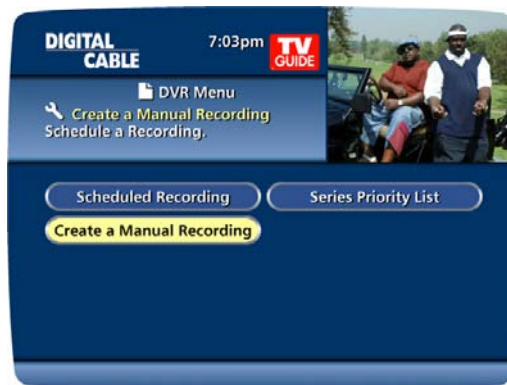 DIGITAL
CABLE
7:03pm
TV
GUIDE
DVR Menu
Create a Manual Recording
Schedule a Recording.
Scheduled Recording
Series Priority List
Create a Manual Recording